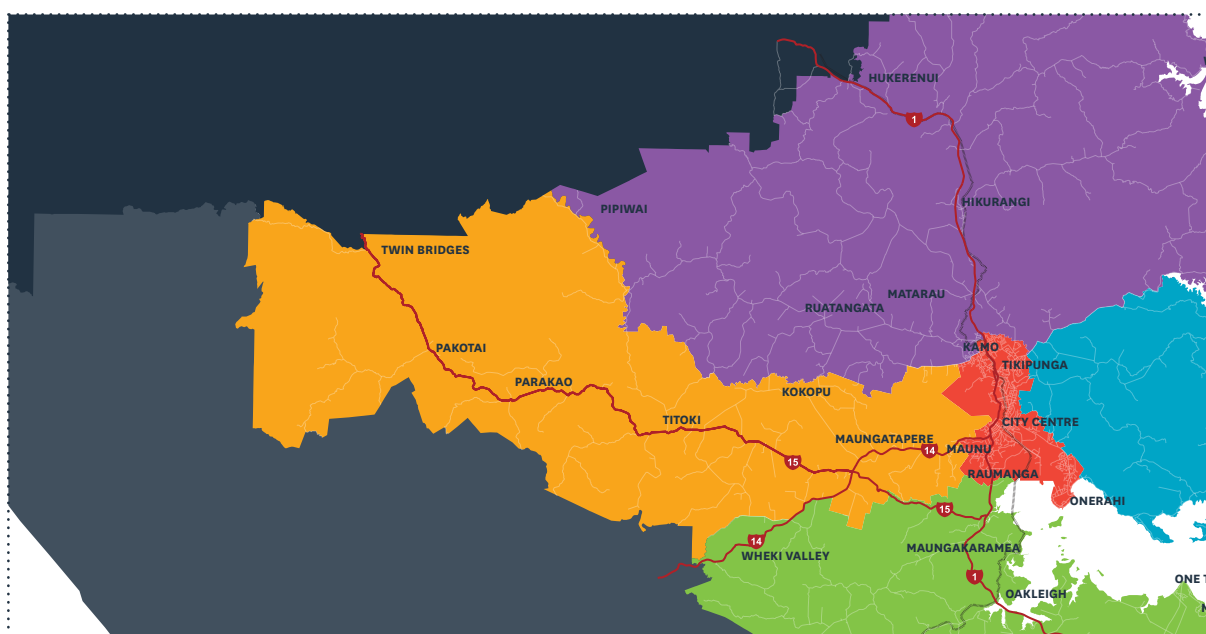 HUKERENUI
1
HIKURANGI
PIPIWAI
TWIN BRIDGES
MATARAU
RUATANGATA
KAMO
PAKOTAI
TIKIPUNGA
PARAKAO
KOKOPU
TITOKI
CITY CENTRE
MAUNGATAPERE
14
MAUNU
15
RAUMANGA
ONERAHI
15
14
MAUNGAKARAMEA
WHEKI VALLEY
1
ONE
OAKLEIGH